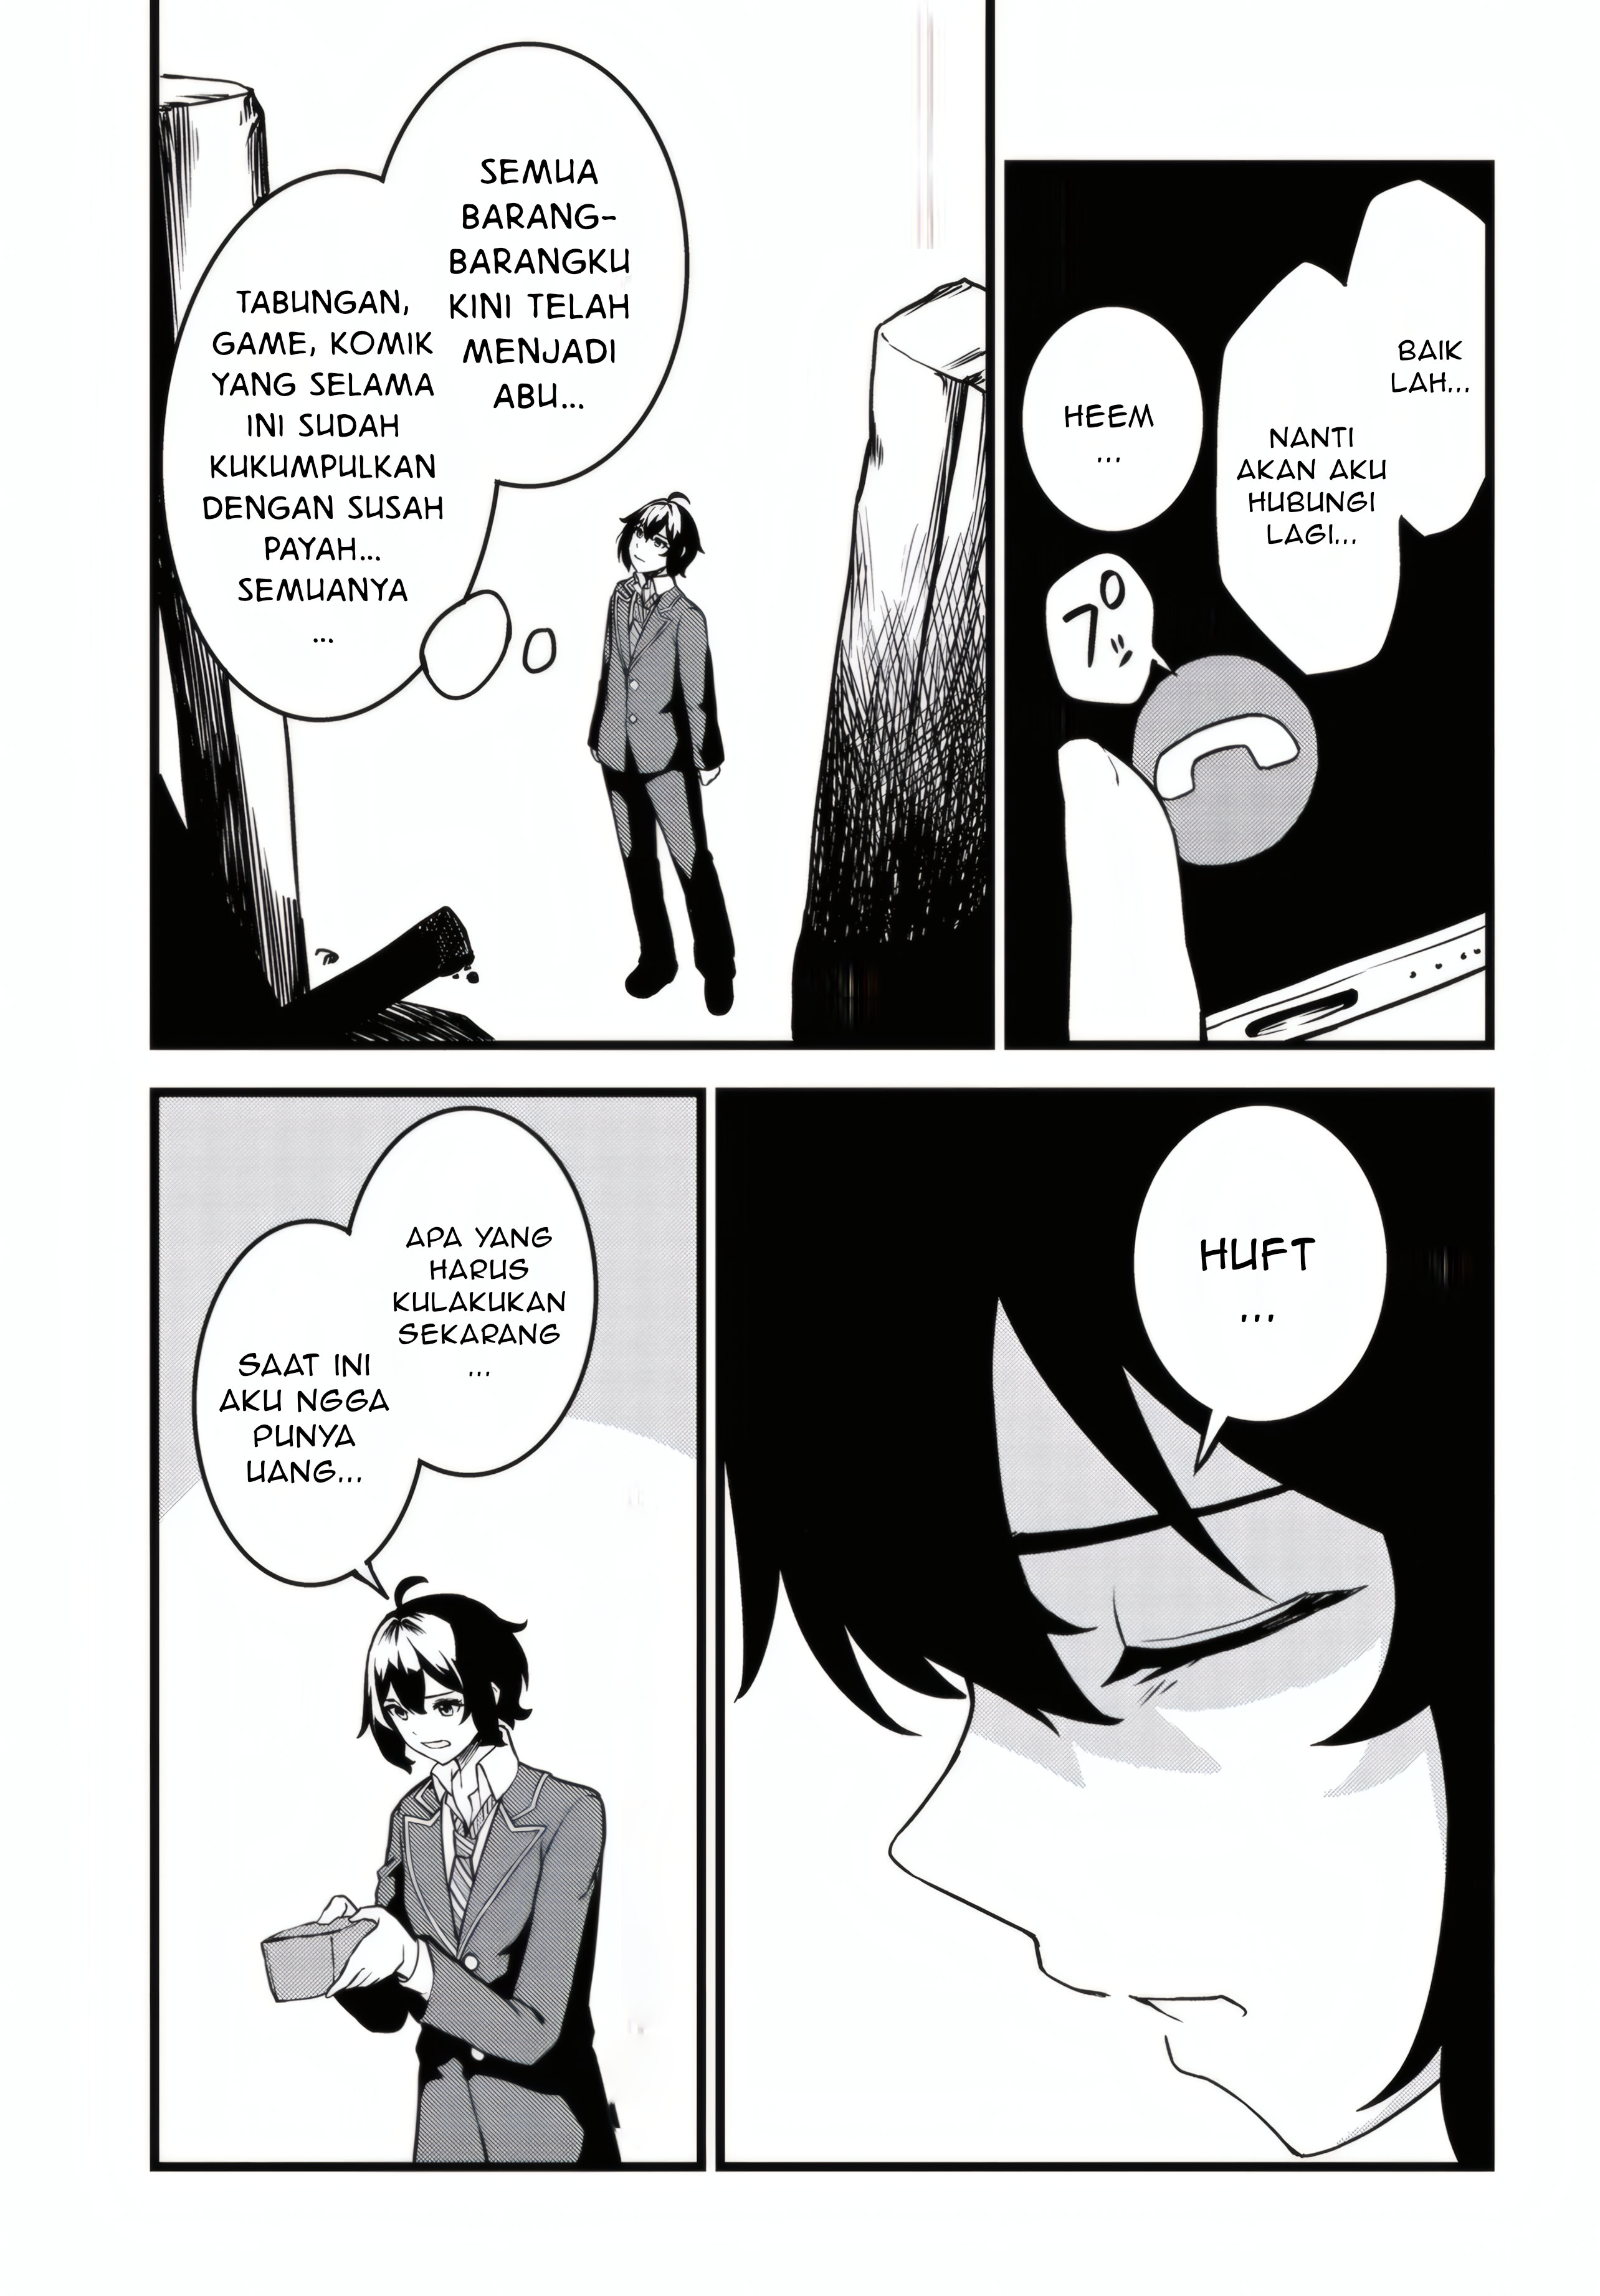 BAIK
LAH...
NANTI
AKAN AKU
HUBUNGI
LAGI...
HEEM
...
プッ
SEMUA
BARANG-
BARANGKU
KINI TELAH
MENJADI
ABU...
TABUNGAN,
GAME, KOMIK
YANG SELAMA
INI SUDAH
KUKUMPULKAN
DENGAN SUSAH
PAYAH...
SEMUANYA
...
HUFT
...
APA YANG
HARUS
KULAKUKAN
SEKARANG
...
SAAT INI
AKU NGGA
PUNYA
UANG...